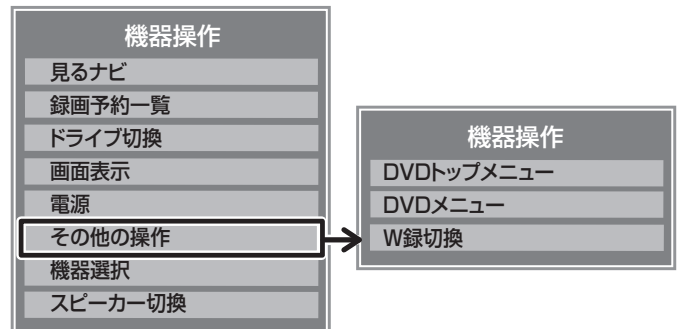 機器操作
見るナビ
録画予約一覧
ドライブ切換
画面表示
電源
その他の操作
機器選択
スピーカー切換
機器操作
DVDトップメニュー
DVDメニュー
W録切換